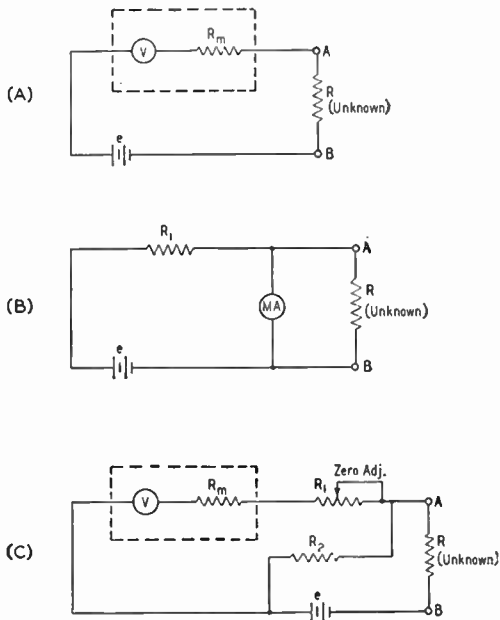 (A)
V
Rm
A
R
(Unknown)
B
e
(B)
R1
A
MA
R
(Unknown)
B
e
(C)
V
Rm
R1
Zero Adj.
A
R2
R
(Unknown)
e
B